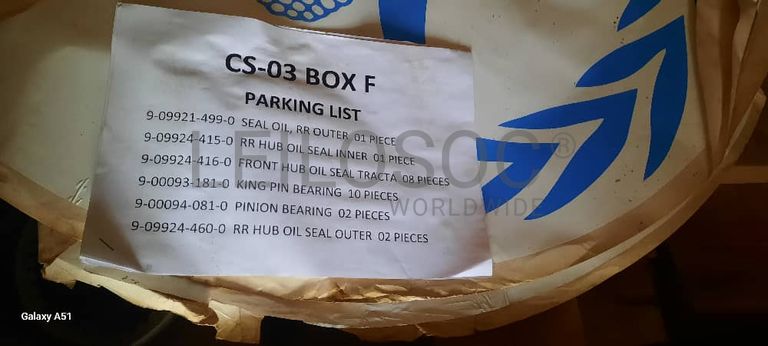 CS-03 BOX F
PARKING LIST
9-09921-499-0 SEAL OIL, RR OUTER 01 PIECE
9-09924-415-0 RR HUB OIL SEAL INNER 01 PIECE
9-09924-416-0 FRONT HUB OIL SEAL TRACTA 08 PIECES
9-00093-181-0 KING PIN BEARING 10 PIECES
9-00094-081-0 PINION BEARING 02 PIECES
9-09924-460-0 RR HUB OIL SEAL OUTER 02 PIECES
LEILOSOC®
WORLDWIDE
Galaxy A51